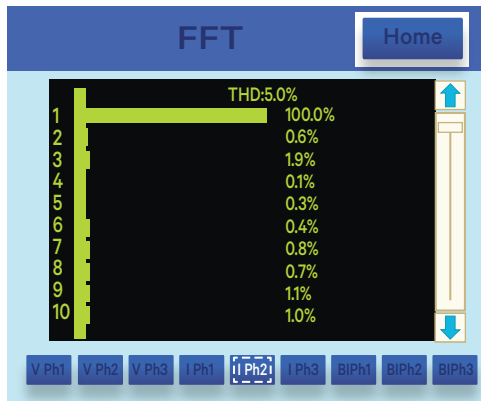 FFT
Home
THD:5.0%
1 100.0%
2 0.6%
3 1.9%
4 0.1%
5 0.3%
6 0.4%
7 0.8%
8 0.7%
9 1.1%
10 1.0%
V Ph1 V Ph2 V Ph3 I Ph1 I Ph2 I Ph3 BIPh1 BIPh2 BIPh3